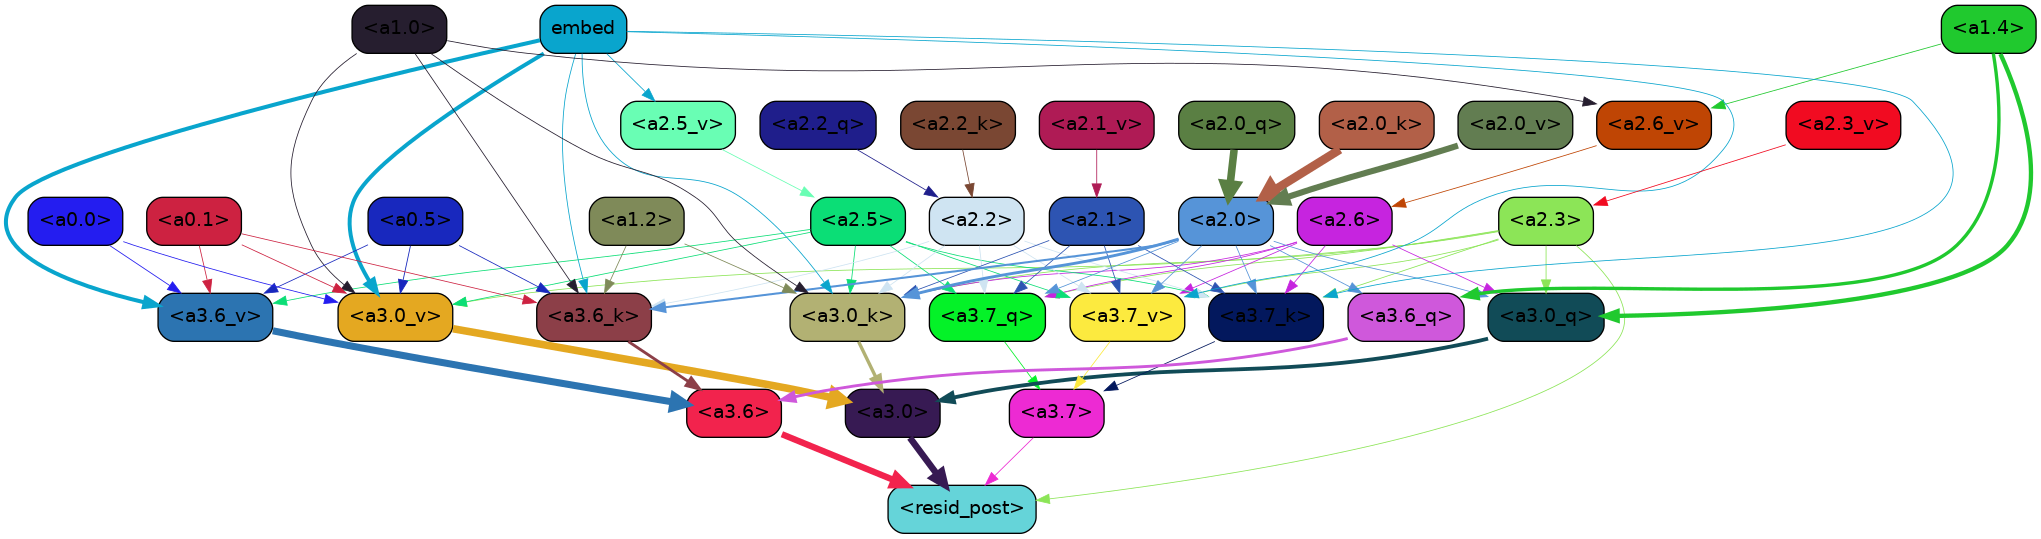 <a1.0>
embed
<a1.4>
<a2.5_v>
<a2.2_q>
<a2.2_k>
<a2.1_v>
<a2.0_q>
<a2.0_k>
<a2.0_v>
<a2.6_v>
<a2.3_v>
<a0.0>
<a0.1>
<a0.5>
<a1.2>
<a2.5>
<a2.2>
<a2.1>
<a2.0>
<a2.6>
<a2.3>
<a3.6_v>
<a3.0_v>
<a3.6_k>
<a3.0_k>
<a3.7_q>
<a3.7_v>
<a3.7_k>
<a3.6_q>
<a3.0_q>
<a3.6>
<a3.0>
<a3.7>
<resid_post>